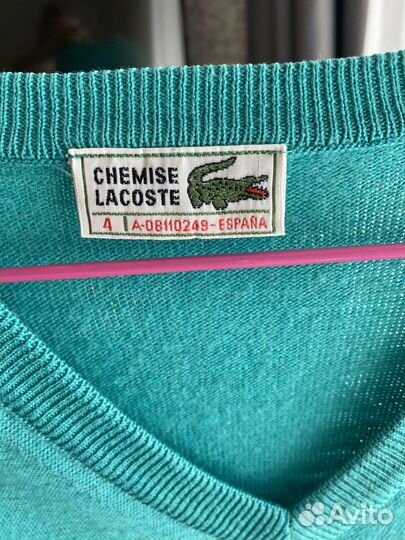 CHEMISE
LACOSTE
4 A-08110249-ESPAÑA
Avito